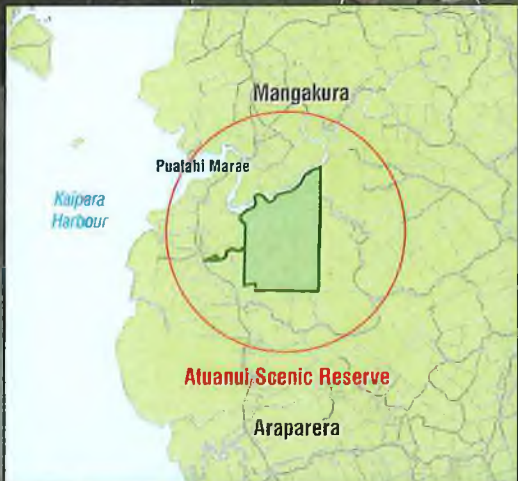 Mangakura
Puatahi Marae
Kaipara
Harbour
Atuanui Scenic Reserve
Araparera